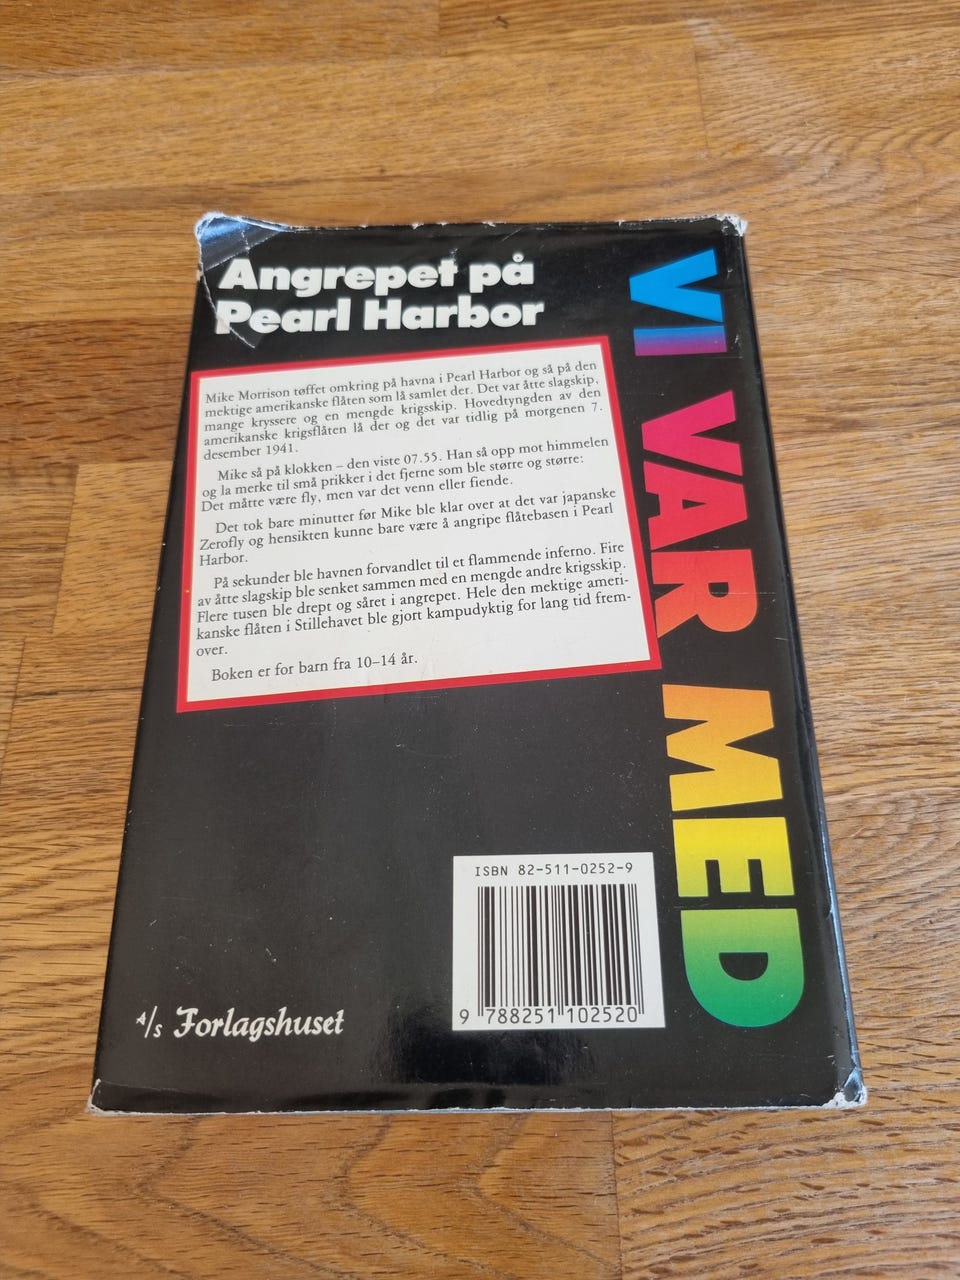 Angrepet på
Pearl Harbor
VI VAR MED
Mike Morrison tøffet omkring på havna i Pearl Harbor og så på den
mektige amerikanske flåten som lå samlet der. Det var åtte slagskip,
mange kryssere og en mengde krigsskip. Hovedtyngden av den
amerikanske krigsflåten lå der og det var tidlig på morgenen 7.
desember 1941.
Mike så på klokken – den viste 07.55. Han så opp mot himmelen
og la merke til små prikker i det fjerne som ble større og større:
Det måtte være fly, men var det venn eller fiende.
Det tok bare minutter før Mike ble klar over at det var japanske
Zerofly og hensikten kunne bare være å angripe flåtebasen i Pearl
Harbor.
På sekunder ble havnen forvandlet til et flammende inferno. Fire
av åtte slagskip ble senket sammen med en mengde andre krigsskip.
Flere tusen ble drept og såret i angrepet. Hele den mektige ameri-
kanske flåten i Stillehavet ble gjort kampudyktig for lang tid frem-
over.
Boken er for barn fra 10–14 år.
ISBN 82-511-0252-9
9 788251 102520
A/S Forlagshuset